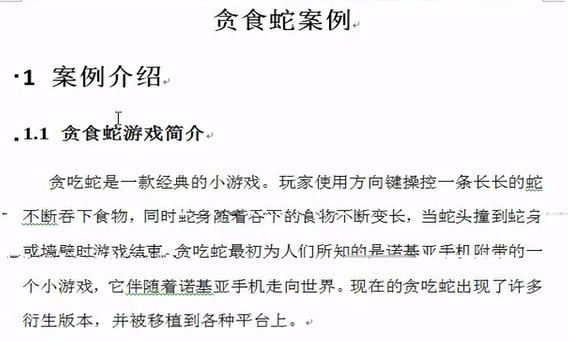 贪食蛇案例
1 案例介绍
1.1 贪食蛇游戏简介
贪吃蛇是一款经典的小游戏。玩家使用方向键操控一条长长的蛇
不断吞下食物，同时蛇身随着吞下的食物不断变长，当蛇头撞到蛇身
或墙壁时游戏结束。贪吃蛇最初为人们所知的是诺基亚手机附带的一
个小游戏，它伴随着诺基亚手机走向世界。现在的贪吃蛇出现了许多
衍生版本，并被移植到各种平台上。